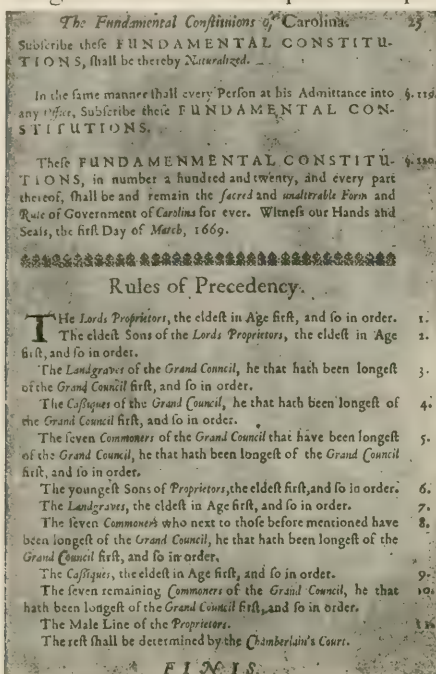 The Fundamental Conſtitutions of Carolina. 25
Subſcribe theſe FUNDAMENTAL CONSTITU-
TIONS, ſhall be thereby Naturalized.
In the ſame manner ſhall every Perſon at his Admittance into §. 119.
any Office, Subſcribe theſe FUNDAMENTAL CON-
STITUTIONS.
Theſe FUNDAMENMENTAL CONSTITU- §. 120.
TIONS, in number a hundred and twenty, and every part
thereof, ſhall be and remain the ſacred and unalterable Form and
Rule of Government of Carolina for ever. Witneſs our Hands and
Seals, the firſt Day of March, 1669.
Rules of Precedency.
THe Lords Proprietors, the eldeſt in Age firſt, and ſo in order. 1.
The eldeſt Sons of the Lords Proprietors, the eldeſt in Age 2.
firſt, and ſo in order.
The Landgraves of the Grand Council, he that hath been longeſt 3.
of the Grand Council firſt, and ſo in order.
The Caſſiques of the Grand Council, he that hath been longeſt of 4.
the Grand Council firſt, and ſo in order.
The ſeven Commoners of the Grand Council that have been longeſt 5.
of the Grand Council, he that hath been longeſt of the Grand Council
firſt, and ſo in order.
The youngeſt Sons of Proprietors, the eldeſt firſt, and ſo in order. 6.
The Landgraves, the eldeſt in Age firſt, and ſo in order. 7.
The ſeven Commoners who next to thoſe before mentioned have 8.
been longeſt of the Grand Council, he that hath been longeſt of the
Grand Council firſt, and ſo in order.
The Caſſiques, the eldeſt in Age firſt, and ſo in order. 9.
The ſeven remaining Commoners of the Grand Council, he that 10.
hath been longeſt of the Grand Council firſt, and ſo in order.
The Male Line of the Proprietors.
The reſt ſhall be determined by the Chamberlain's Court.
FINIS.